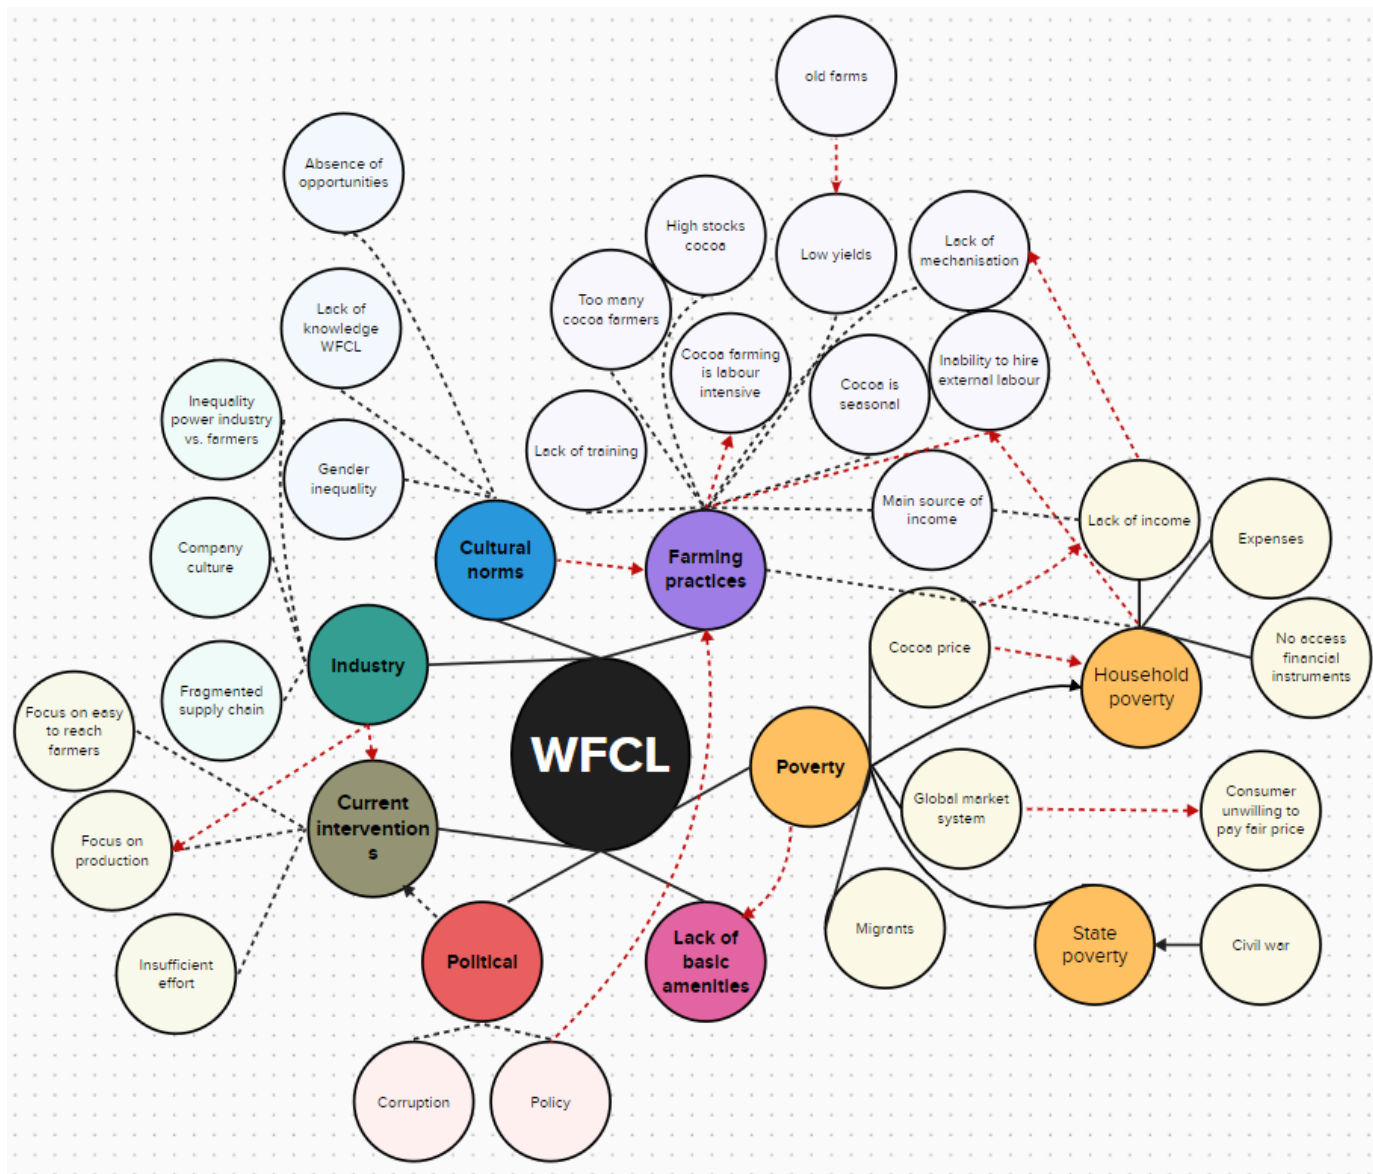 old farms
Absence of
opportunities
High stocks
cocoa
Low yields
Lack of
mechanisation
Too many
cocoa farmers
Lack of
knowledge
WFCL
Cocoa farming
is labour
intensive
Cocoa is
seasonal
Inability to hire
external labour
Inequality
power industry
vs. farmers
Gender
inequality
Lack of training
Main source of
income
Lack of income
Expenses
Company
culture
Cultural
norms
Farming
practices
Cocoa price
No access
financial
instruments
Industry
Household
poverty
Fragmented
supply chain
Focus on easy
to reach
farmers
WFCL
Poverty
Global market
system
Consumer
unwilling to
pay fair price
Focus on
production
Current
intervention
s
Migrants
State
poverty
Civil war
Insufficient
effort
Political
Lack of
basic
amenities
Corruption
Policy